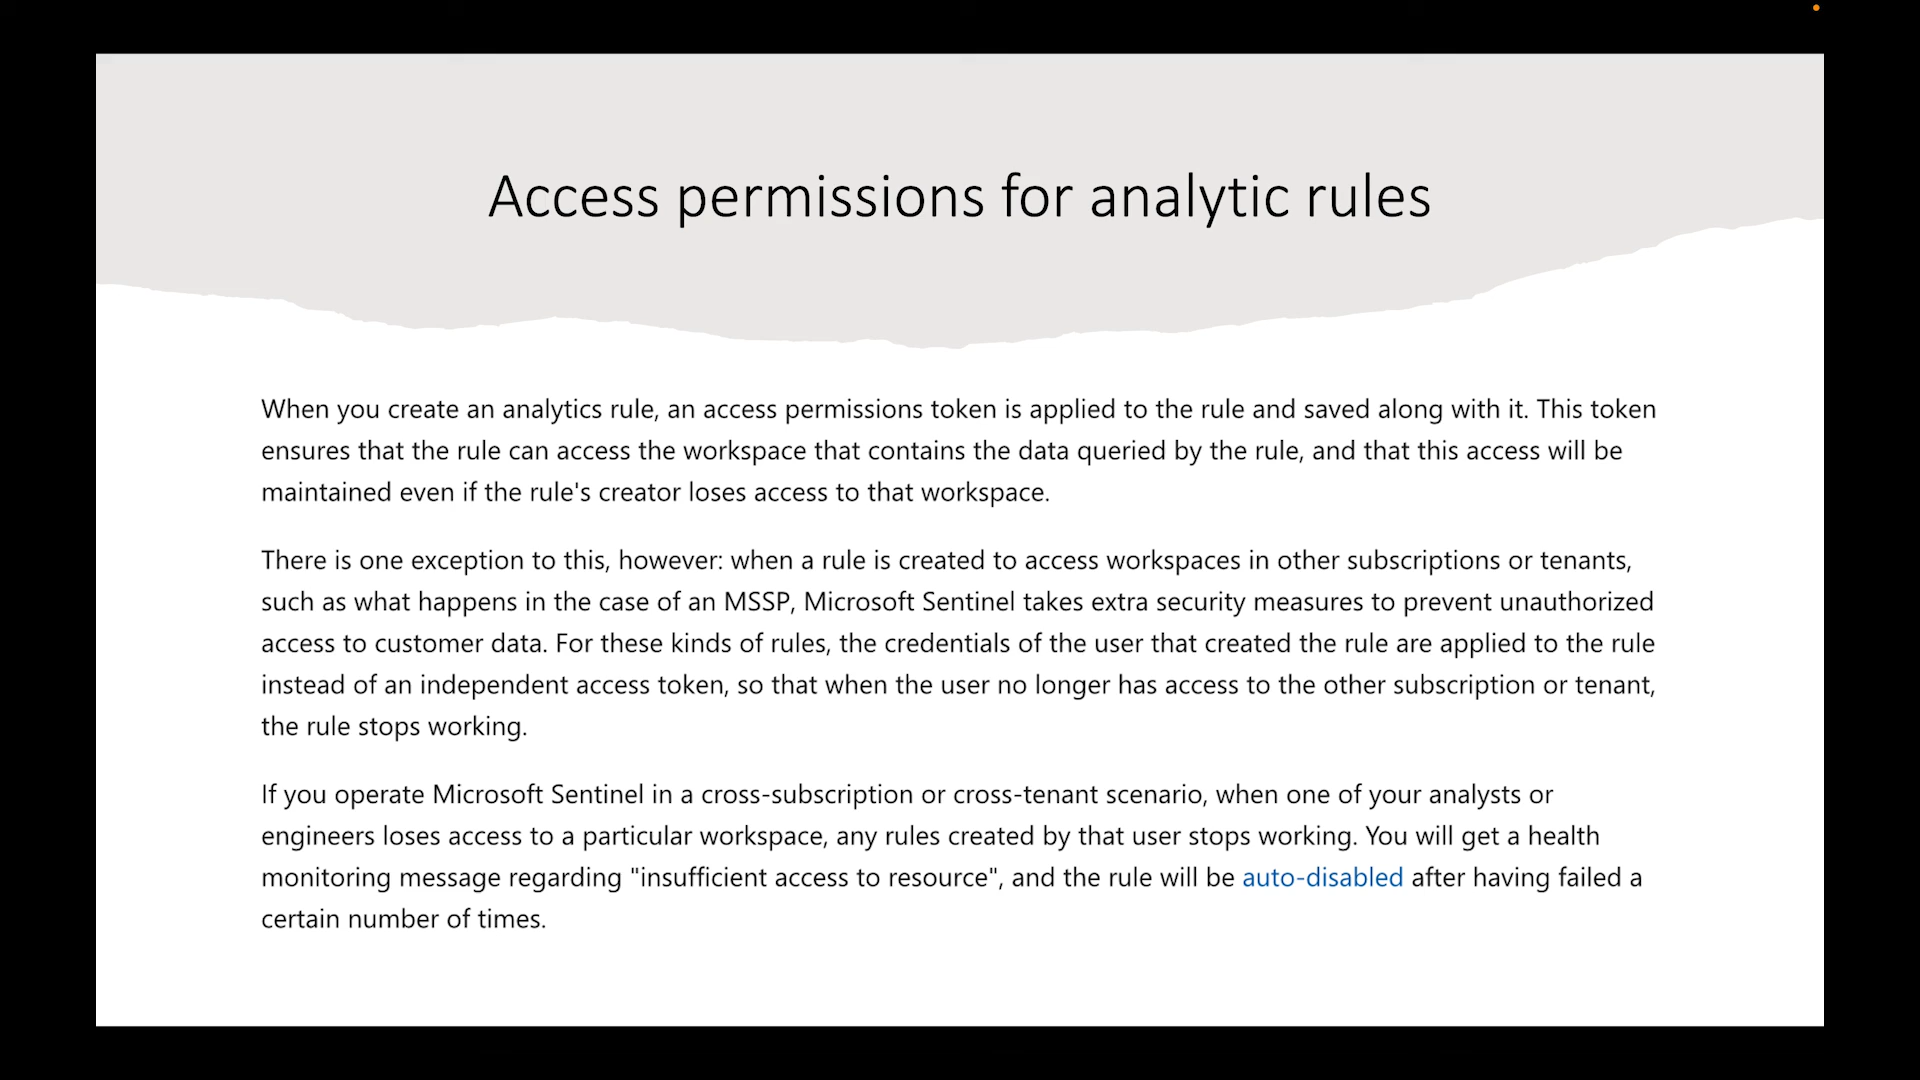 Access permissions for analytic rules
When you create an analytics rule, an access permissions token is applied to the rule and saved along with it. This token
ensures that the rule can access the workspace that contains the data queried by the rule, and that this access will be
maintained even if the rule's creator loses access to that workspace.
There is one exception to this, however: when a rule is created to access workspaces in other subscriptions or tenants,
such as what happens in the case of an MSSP, Microsoft Sentinel takes extra security measures to prevent unauthorized
access to customer data. For these kinds of rules, the credentials of the user that created the rule are applied to the rule
instead of an independent access token, so that when the user no longer has access to the other subscription or tenant,
the rule stops working.
If you operate Microsoft Sentinel in a cross-subscription or cross-tenant scenario, when one of your analysts or
engineers loses access to a particular workspace, any rules created by that user stops working. You will get a health
monitoring message regarding "insufficient access to resource", and the rule will be auto-disabled after having failed a
certain number of times.